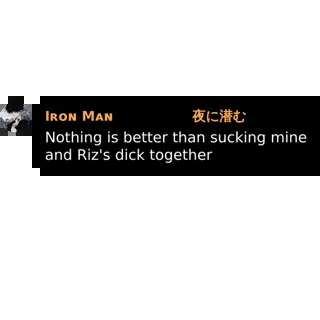 Iron Man 夜に潜む
Nothing is better than sucking mine
and Riz's dick together